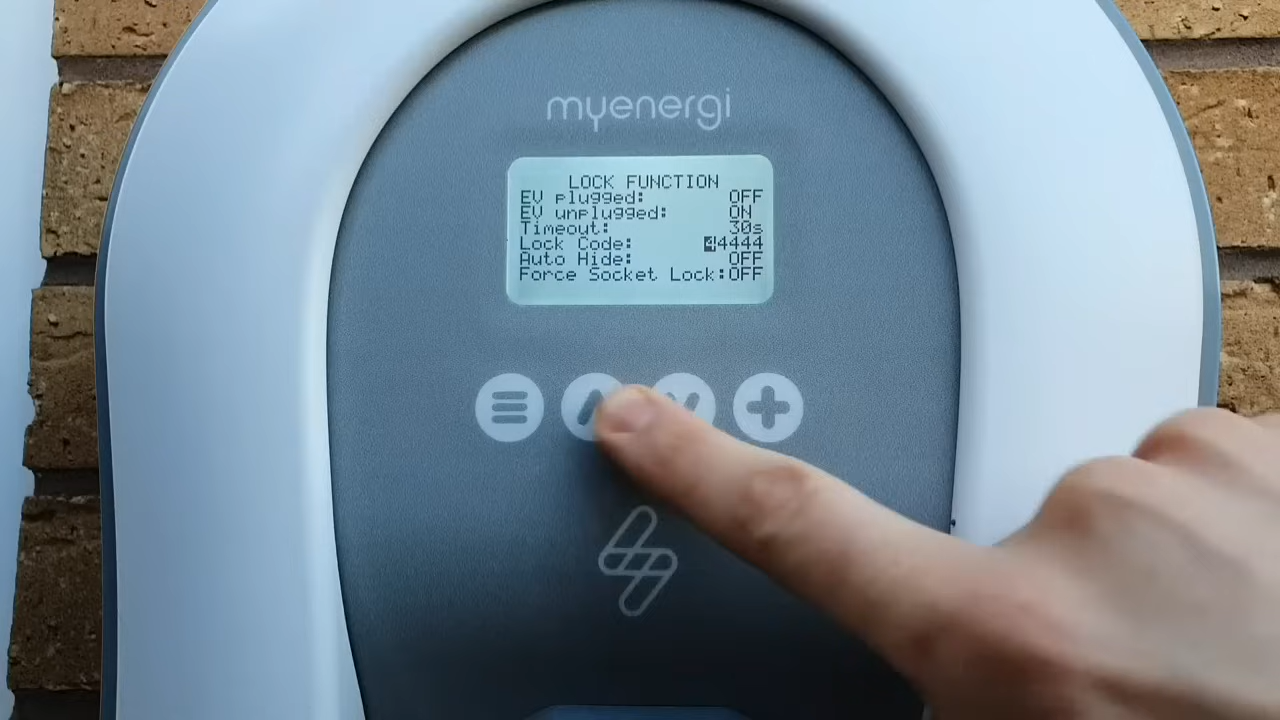 myenergi
LOCK FUNCTION
EV plugged: OFF
EV unplugged: ON
Timeout: 30s
Lock Code: 44444
Auto Hide: OFF
Force Socket Lock:OFF